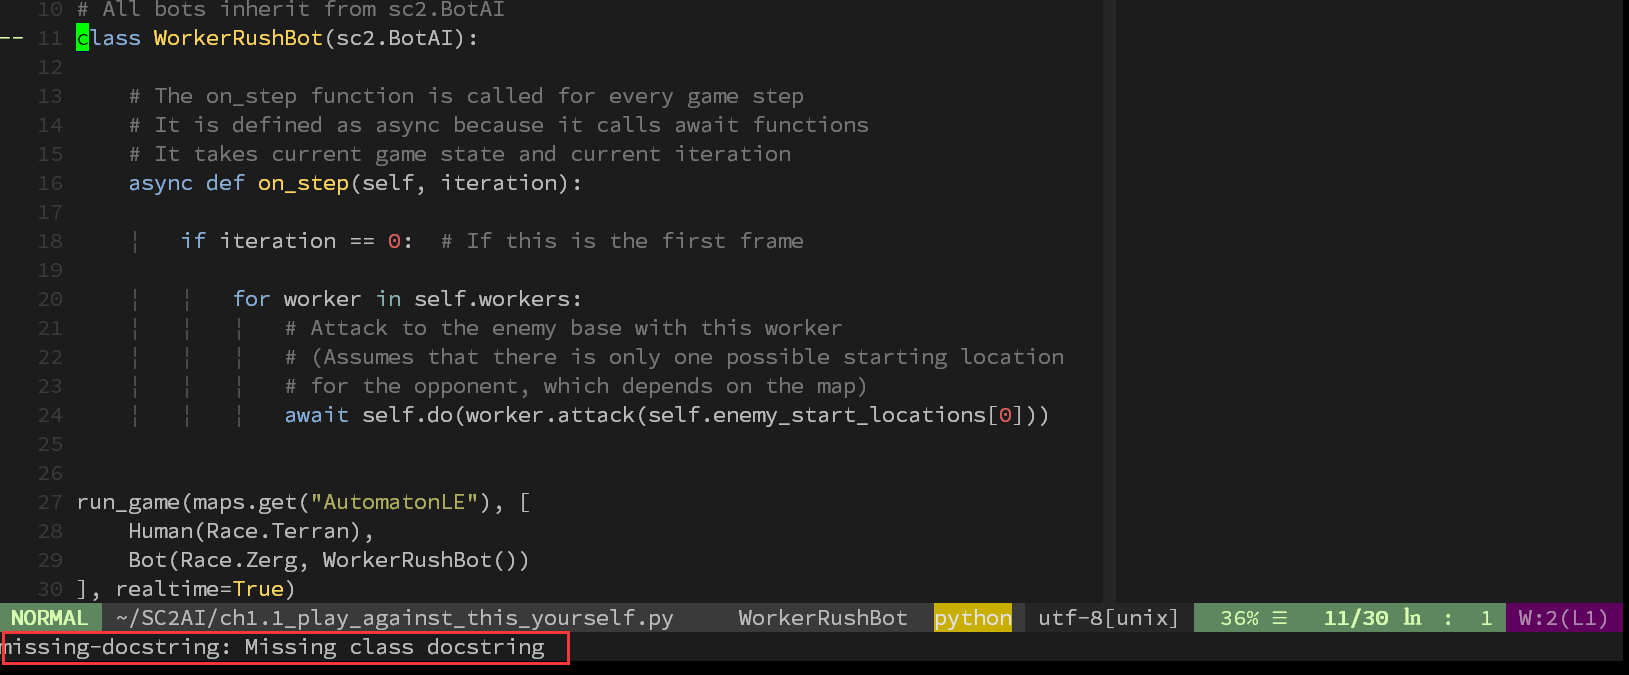 10 # All bots inherit from sc2.BotAI
-- 11 class WorkerRushBot(sc2.BotAI):
12
13     # The on_step function is called for every game step
14     # It is defined as async because it calls await functions
15     # It takes current game state and current iteration
16     async def on_step(self, iteration):
17
18     ¦   if iteration == 0:  # If this is the first frame
19
20     ¦   ¦   for worker in self.workers:
21     ¦   ¦   ¦   # Attack to the enemy base with this worker
22     ¦   ¦   ¦   # (Assumes that there is only one possible starting location
23     ¦   ¦   ¦   # for the opponent, which depends on the map)
24     ¦   ¦   ¦   await self.do(worker.attack(self.enemy_start_locations[0]))
25
26
27 run_game(maps.get("AutomatonLE"), [
28     Human(Race.Terran),
29     Bot(Race.Zerg, WorkerRushBot())
30 ], realtime=True)
NORMAL ~/SC2AI/ch1.1_play_against_this_yourself.py WorkerRushBot python utf-8[unix] 36% ☰ 11/30 ㏑ : 1 W:2(L1)
missing-docstring: Missing class docstring